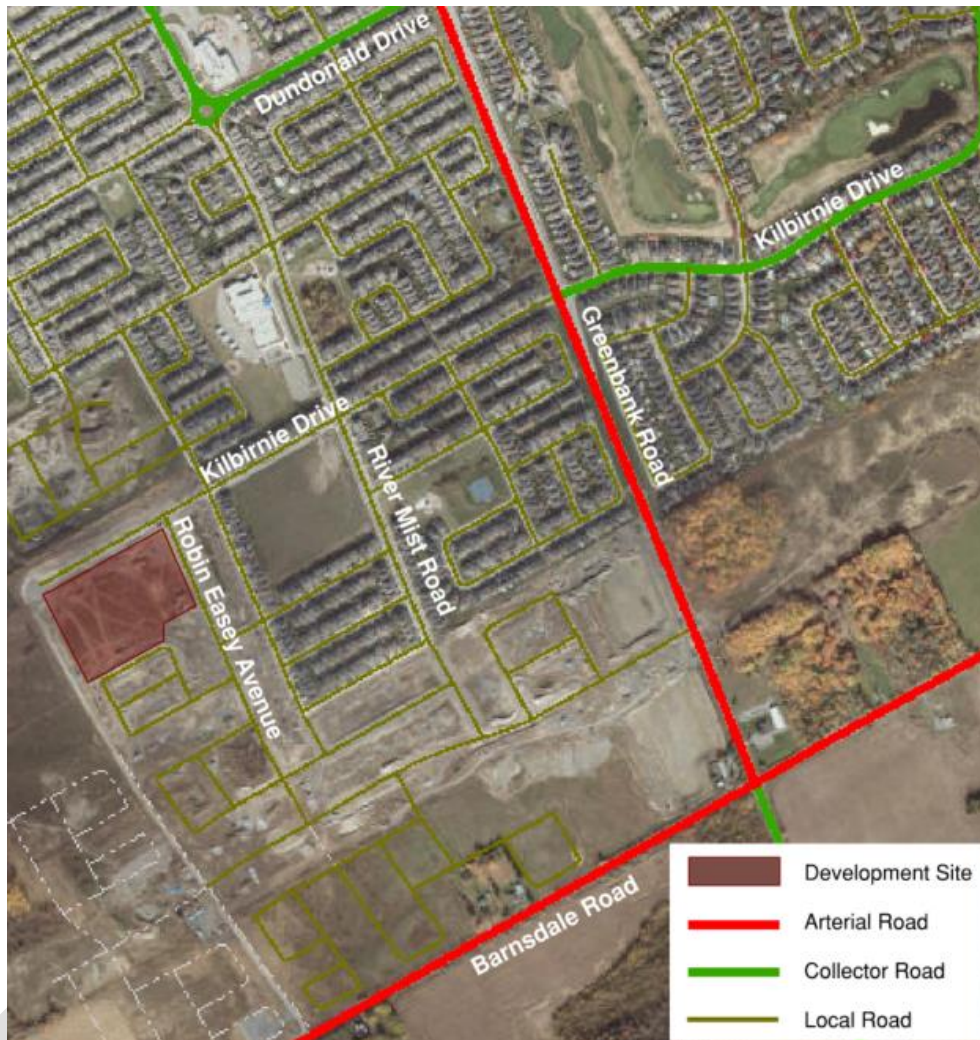 Dundonald Drive
Kilbirnie Drive
Greenbank Road
Kilbirnie Drive
River Mist Road
Robin Easey Avenue
Barnsdale Road
Development Site
Arterial Road
Collector Road
Local Road